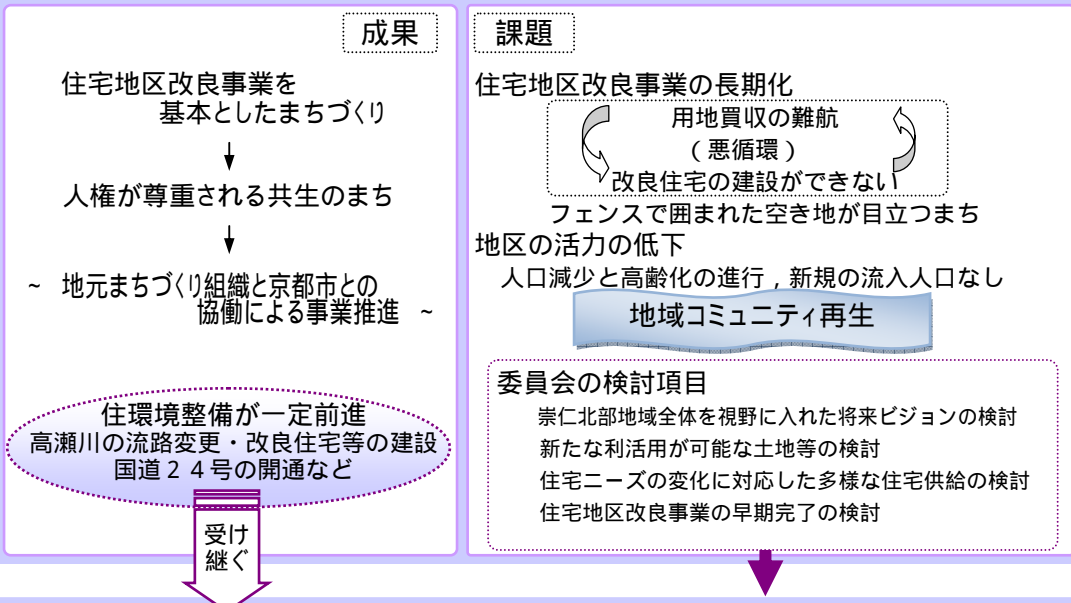 成果
住宅地区改良事業を
基本としたまちづくり
人権が尊重される共生のまち
~ 地元まちづくり組織と京都市との
協働による事業推進 ~
住環境整備が一定前進
高瀬川の流路変更・改良住宅等の建設
国道24号の開通など
受け
継ぐ
課題
住宅地区改良事業の長期化
用地買収の難航
(悪循環)
改良住宅の建設ができない
フェンスで囲まれた空き地が目立つまち
地区の活力の低下
人口減少と高齢化の進行,新規の流入人口なし
地域コミュニティ再生
委員会の検討項目
崇仁北部地域全体を視野に入れた将来ビジョンの検討
新たな利活用が可能な土地等の検討
住宅ニーズの変化に対応した多様な住宅供給の検討
住宅地区改良事業の早期完了の検討